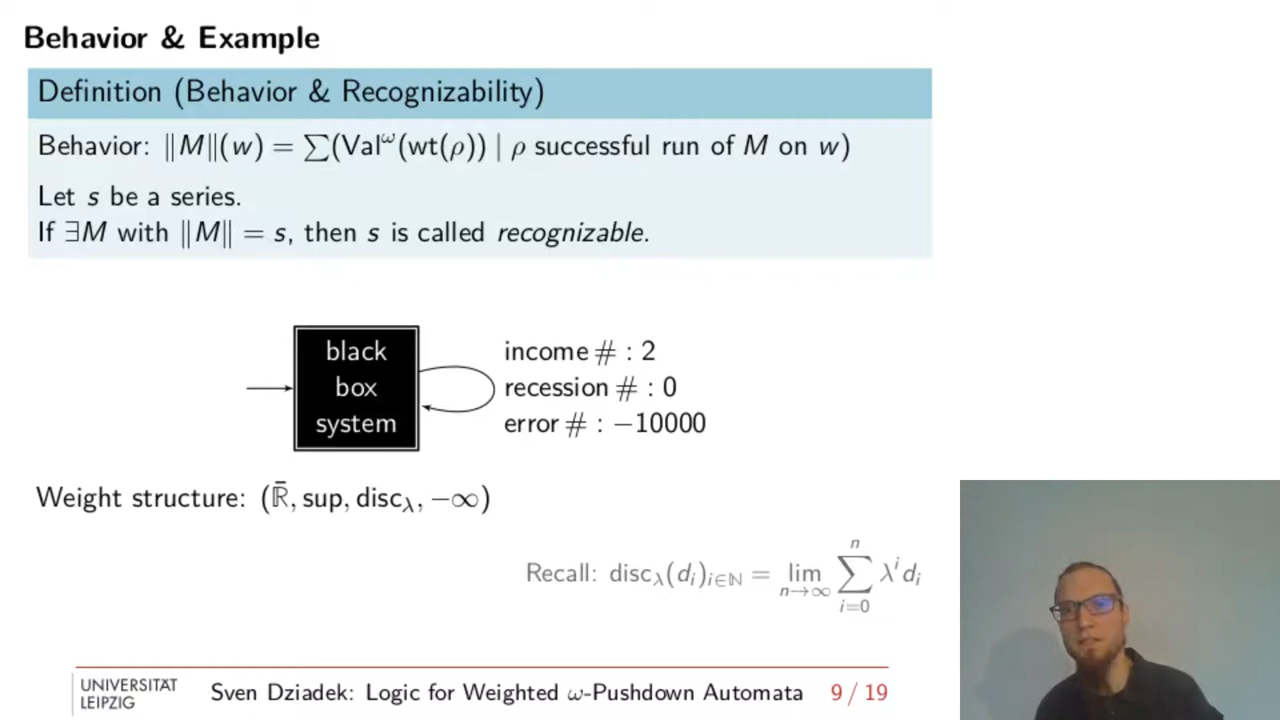 Behavior & Example
Definition (Behavior & Recognizability)
Behavior: ‖M‖(w) = ∑(Val^ω(wt(ρ)) | ρ successful run of M on w)
Let s be a series.
If ∃M with ‖M‖ = s, then s is called recognizable.
black
box
system
income # : 2
recession # : 0
error # : −10000
Weight structure: (ℝ̄, sup, disc_λ, −∞)
Recall: disc_λ(d_i)_{i∈ℕ} = lim_{n→∞} ∑_{i=0}^{n} λ^i d_i
UNIVERSITÄT
LEIPZIG
Sven Dziadek: Logic for Weighted ω-Pushdown Automata 9 / 19